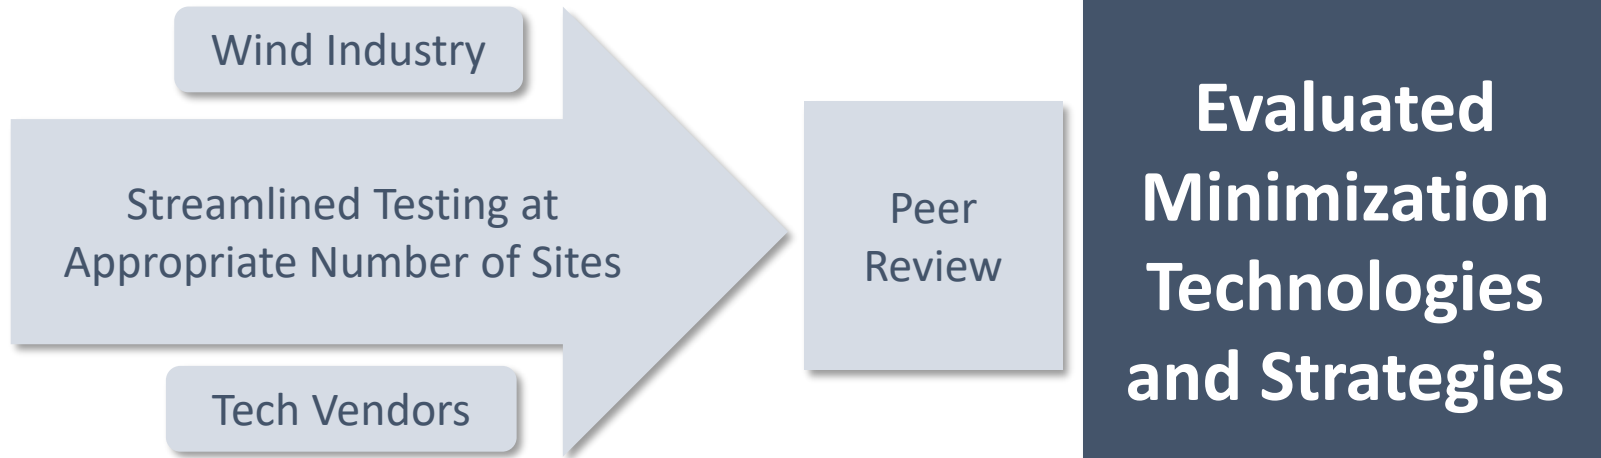 Wind Industry
Streamlined Testing at
Appropriate Number of Sites
Tech Vendors
Peer
Review
Evaluated
Minimization
Technologies
and Strategies